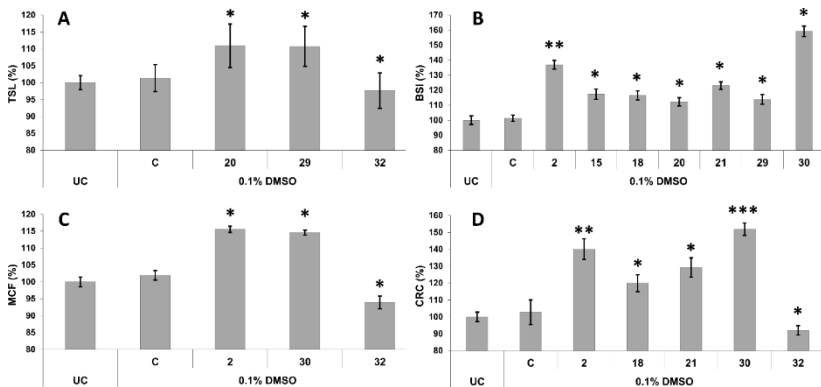 A
TSL (%)
120
115
110
105
100
95
90
85
80
* * *
C 20 29 32
UC 0.1% DMSO
B
BSI (%)
170
160
150
140
130
120
110
100
90
80
** * * * * * *
C 2 15 18 20 21 29 30
UC 0.1% DMSO
C
MCF (%)
120
115
110
105
100
95
90
85
80
* * *
C 2 30 32
UC 0.1% DMSO
D
CRC (%)
160
150
140
130
120
110
100
90
80
** * * *** *
C 2 18 21 30 32
UC 0.1% DMSO